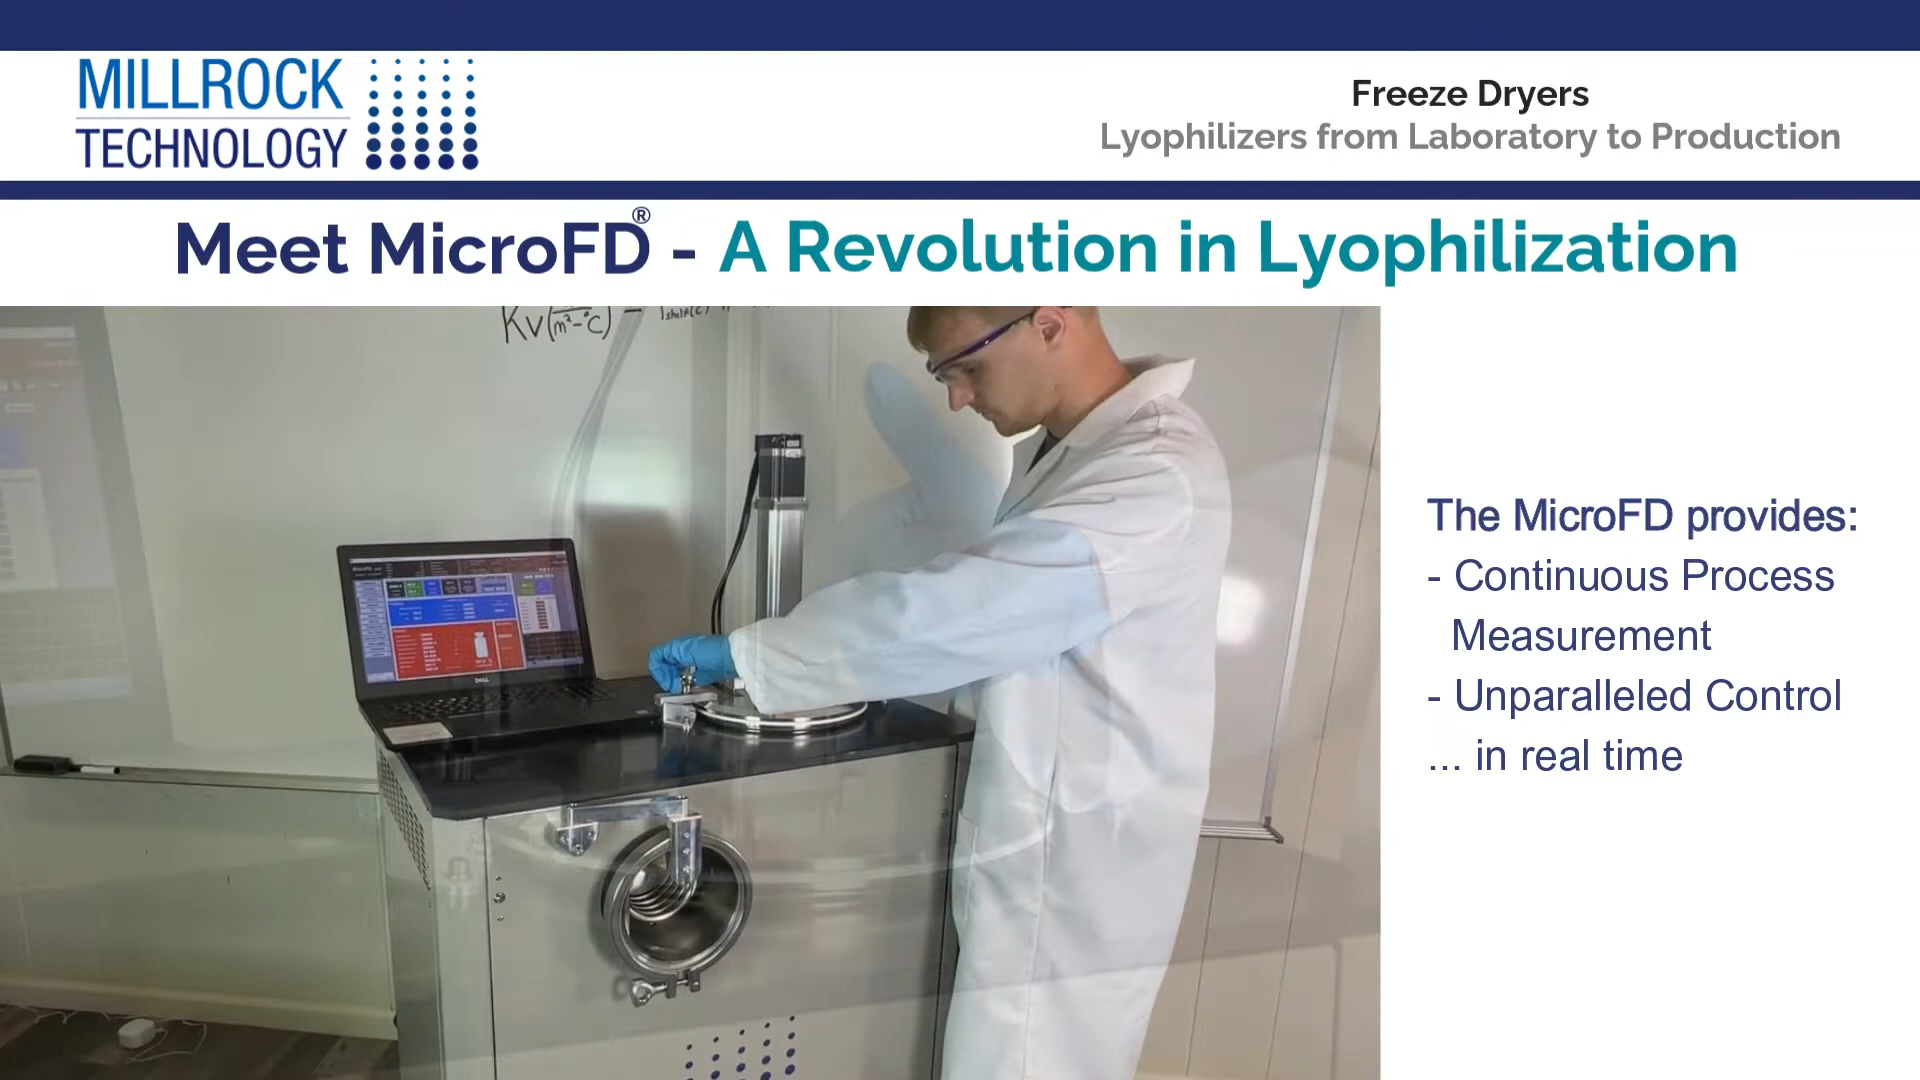 MILLROCK
TECHNOLOGY
Freeze Dryers
Lyophilizers from Laboratory to Production
Meet MicroFD® - A Revolution in Lyophilization
Kv(m²-°C) =
DELL
The MicroFD provides:
- Continuous Process
Measurement
- Unparalleled Control
... in real time